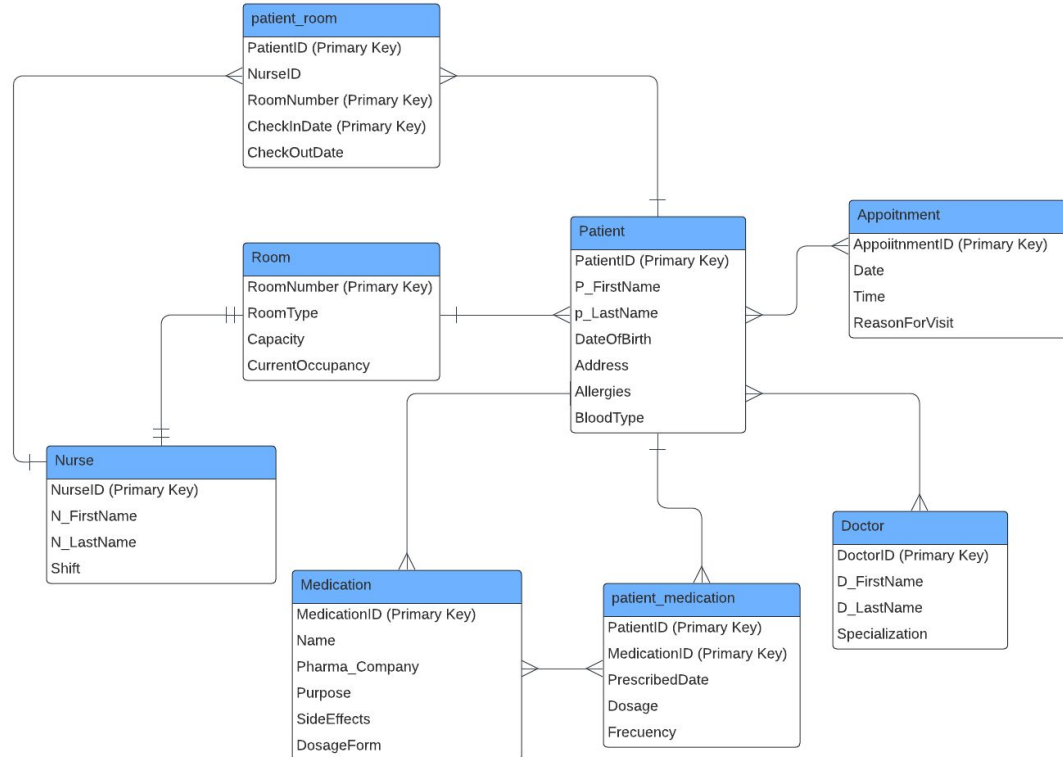 patient_room
PatientID (Primary Key)
NurseID
RoomNumber (Primary Key)
CheckInDate (Primary Key)
CheckOutDate
Patient
PatientID (Primary Key)
P_FirstName
p_LastName
DateOfBirth
Address
Allergies
BloodType
Appoitnment
AppoiitnmentID (Primary Key)
Date
Time
ReasonForVisit
Room
RoomNumber (Primary Key)
RoomType
Capacity
CurrentOccupancy
Nurse
NurseID (Primary Key)
N_FirstName
N_LastName
Shift
Doctor
DoctorID (Primary Key)
D_FirstName
D_LastName
Specialization
Medication
MedicationID (Primary Key)
Name
Pharma_Company
Purpose
SideEffects
DosageForm
patient_medication
PatientID (Primary Key)
MedicationID (Primary Key)
PrescribedDate
Dosage
Frecuency